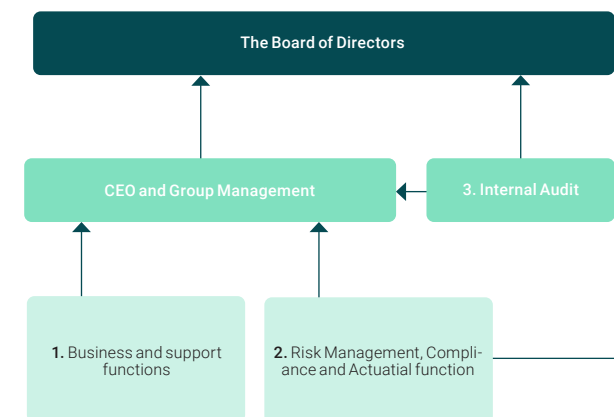 The Board of Directors
CEO and Group Management
3. Internal Audit
1. Business and support
functions
2. Risk Management, Compli-
ance and Actuatial function